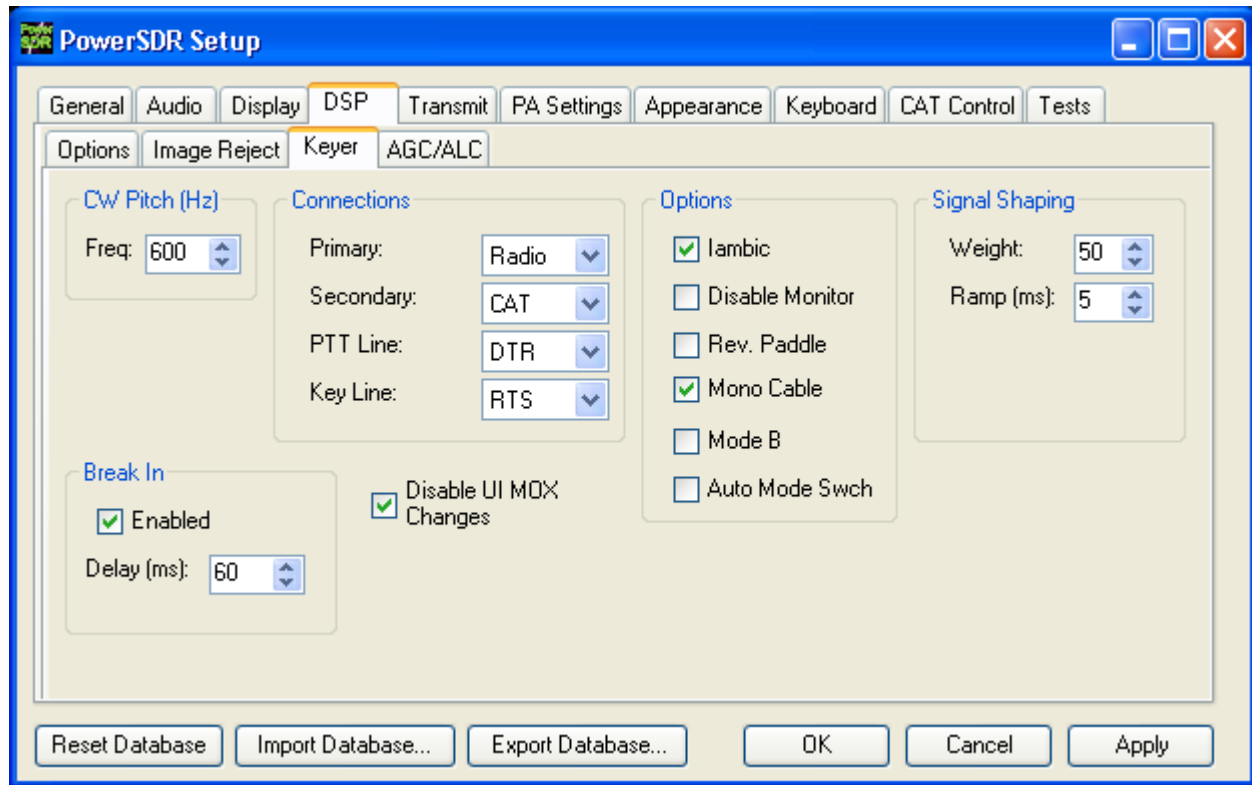 Power SDR PowerSDR Setup
General Audio Display DSP Transmit PA Settings Appearance Keyboard CAT Control Tests
Options Image Reject Keyer AGC/ALC
CW Pitch (Hz)
Freq: 600
Connections
Primary: Radio
Secondary: CAT
PTT Line: DTR
Key Line: RTS
Options
Iambic
Disable Monitor
Rev. Paddle
Mono Cable
Mode B
Auto Mode Swch
Signal Shaping
Weight: 50
Ramp (ms): 5
Break In
Enabled
Delay (ms): 60
Disable UI MOX
Changes
Reset Database Import Database... Export Database... OK Cancel Apply